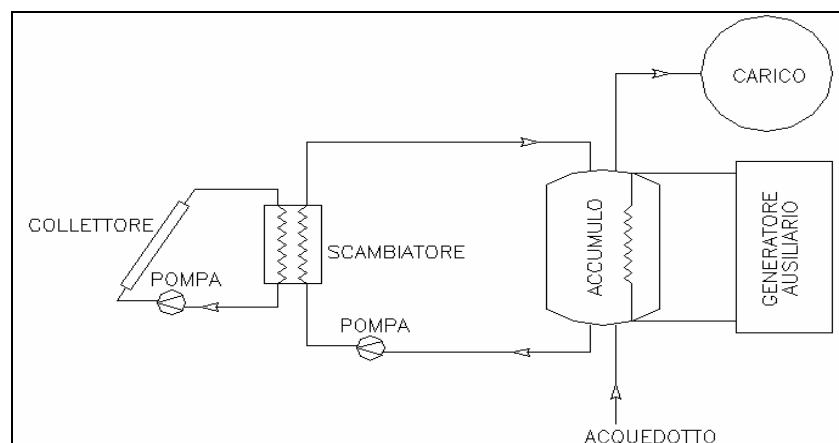 CARICO
COLLETTORE
POMPA
SCAMBIATORE
POMPA
ACCUMULO
GENERATORE
AUSILIARIO
ACQUEDOTTO